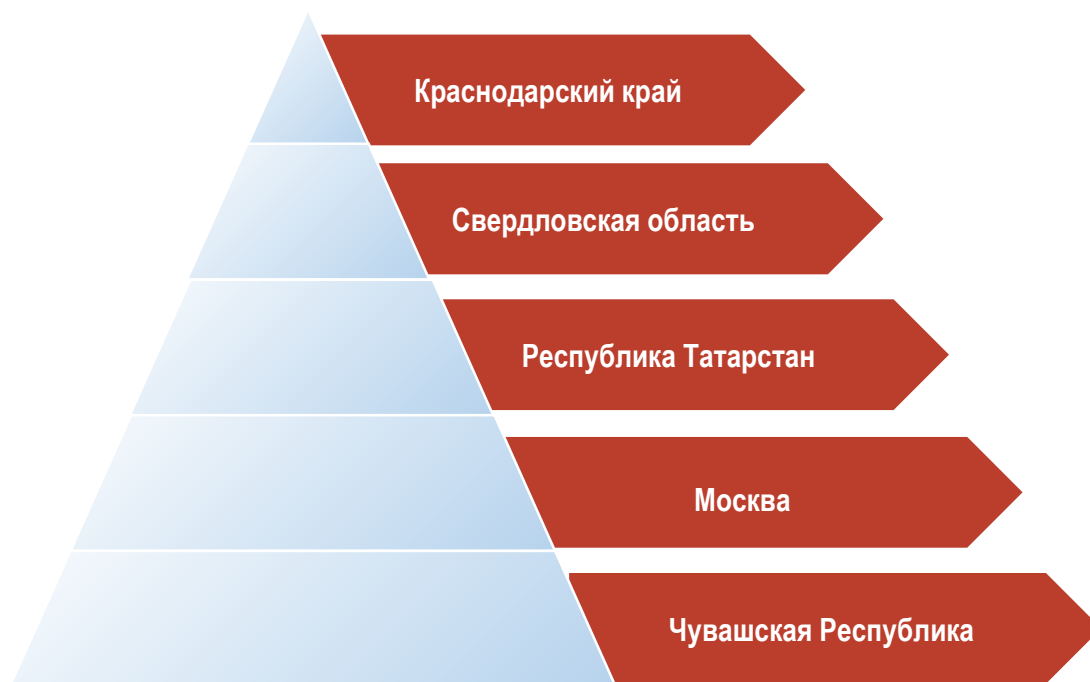 Краснодарский край
Свердловская область
Республика Татарстан
Москва
Чувашская Республика